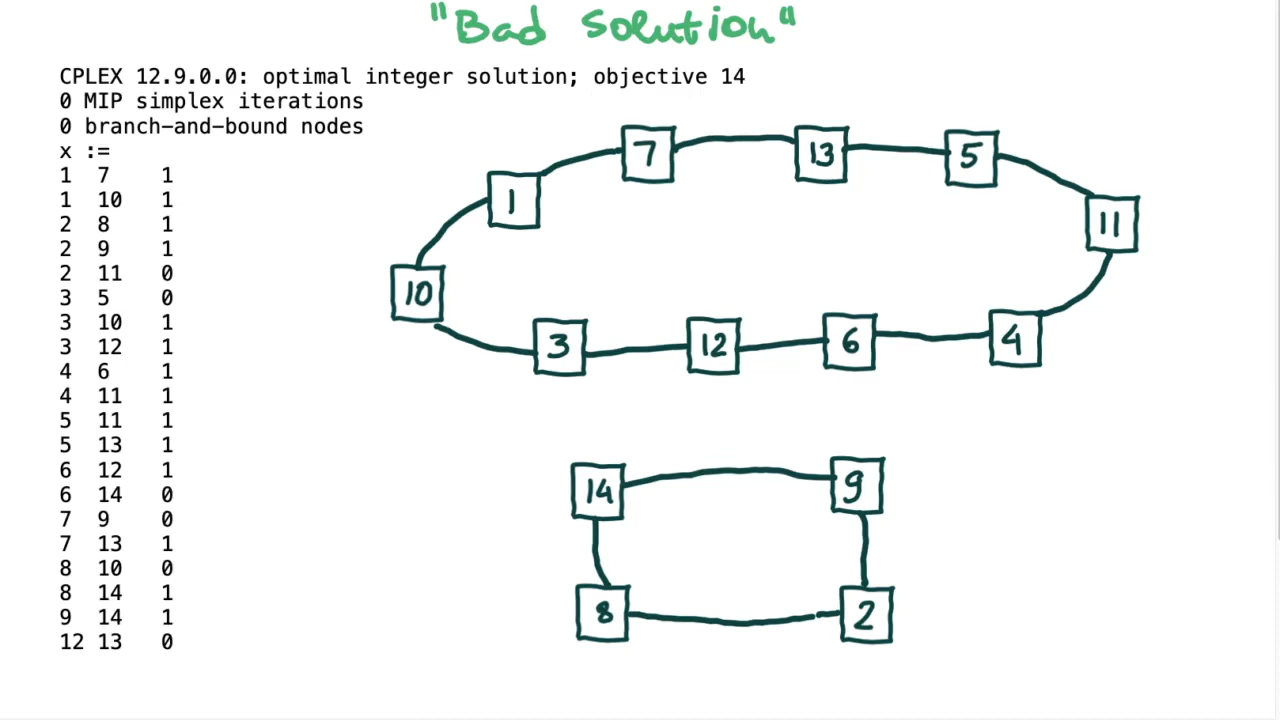 "Bad Solution"
CPLEX 12.9.0.0: optimal integer solution; objective 14
0 MIP simplex iterations
0 branch-and-bound nodes
x :=
1 7 1
1 10 1
2 8 1
2 9 1
2 11 0
3 5 0
3 10 1
3 12 1
4 6 1
4 11 1
5 11 1
5 13 1
6 12 1
6 14 0
7 9 0
7 13 1
8 10 0
8 14 1
9 14 1
12 13 0
7
13
5
1
11
10
3
12
6
4
14
9
8
2